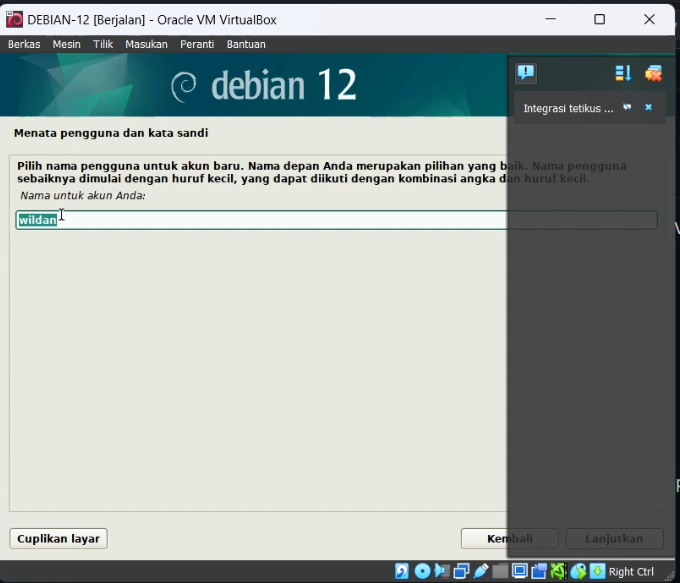 DEBIAN-12 [Berjalan] - Oracle VM VirtualBox
Berkas Mesin Tilik Masukan Peranti Bantuan
debian 12
Integrasi tetikus ...
Menata pengguna dan kata sandi
Pilih nama pengguna untuk akun baru. Nama depan Anda merupakan pilihan yang baik. Nama pengguna
sebaiknya dimulai dengan huruf kecil, yang dapat diikuti dengan kombinasi angka dan huruf kecil.
Nama untuk akun Anda:
wildan
Cuplikan layar
Kembali
Lanjutkan
Right Ctrl